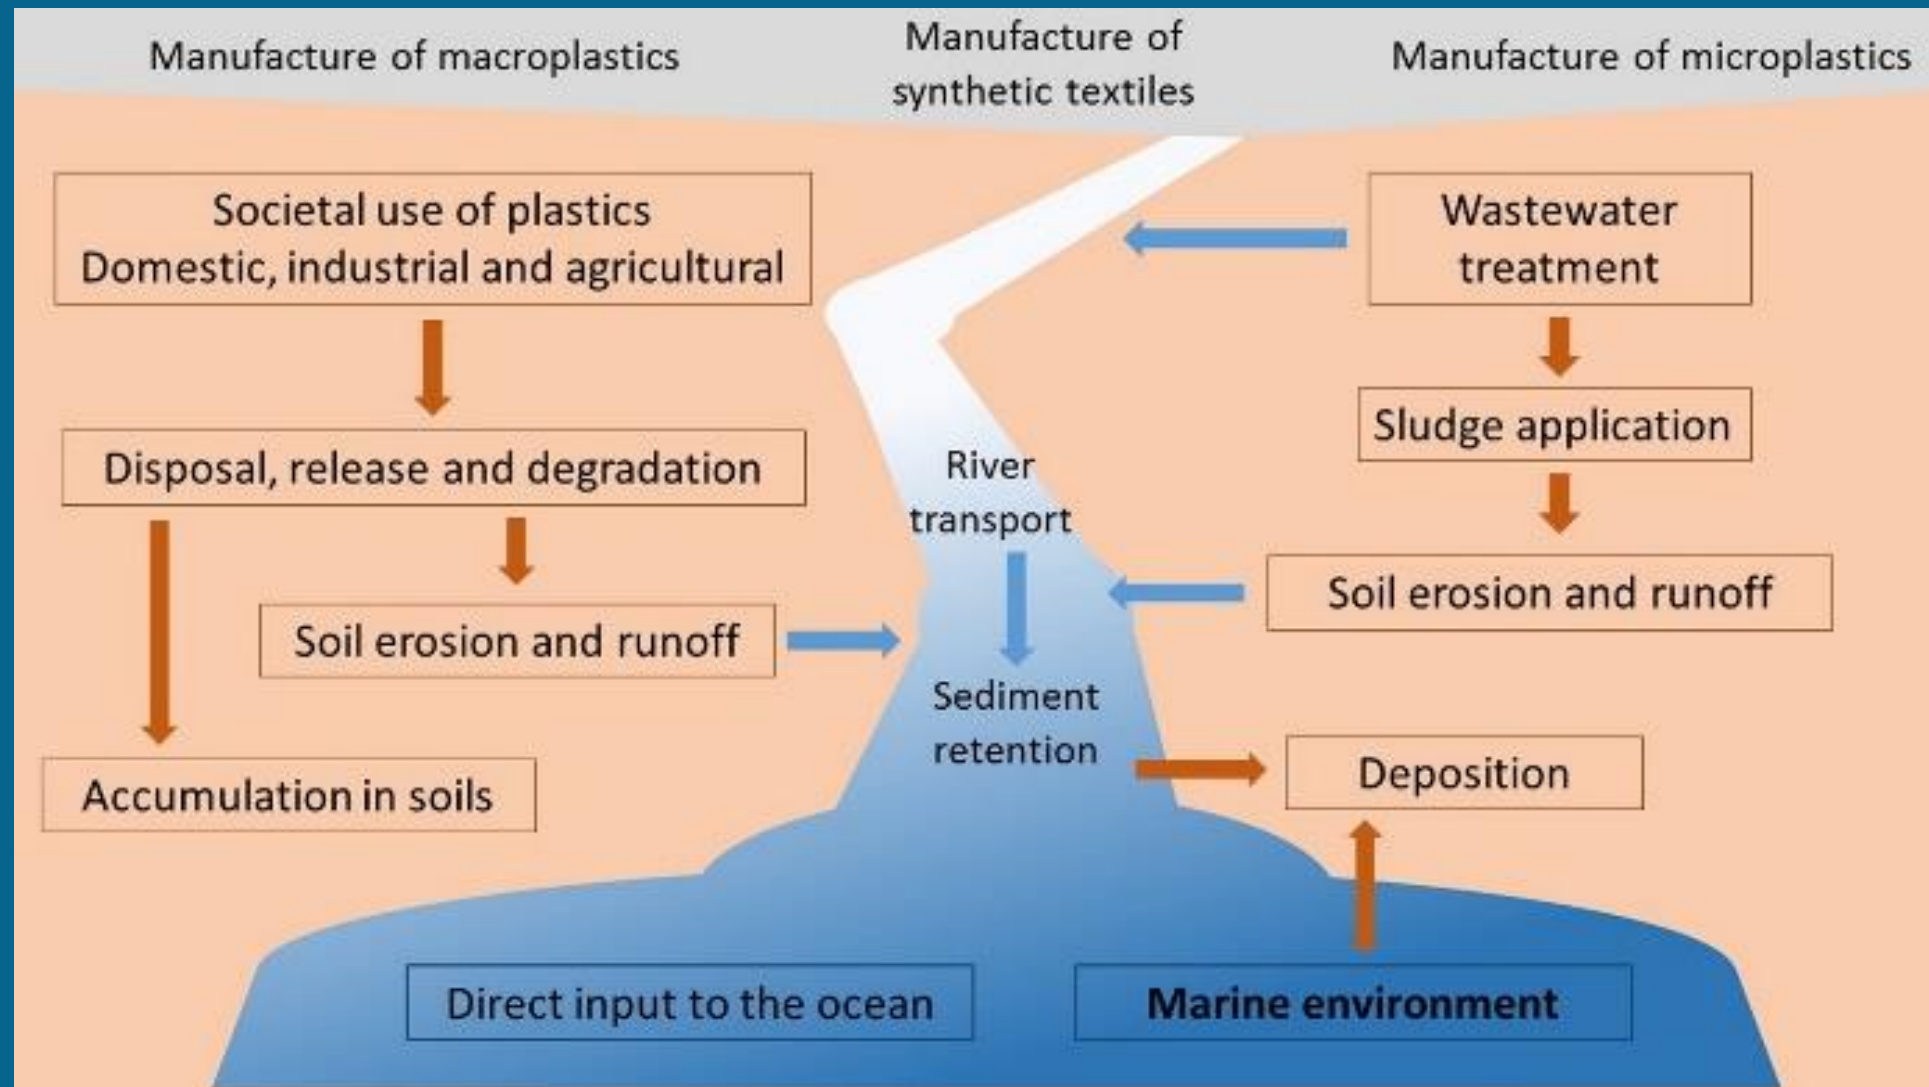 Manufacture of macroplastics
Manufacture of
synthetic textiles
Manufacture of microplastics
Societal use of plastics
Domestic, industrial and agricultural
Wastewater
treatment
Sludge application
Disposal, release and degradation
River
transport
Soil erosion and runoff
Soil erosion and runoff
Sediment
retention
Deposition
Accumulation in soils
Direct input to the ocean
Marine environment